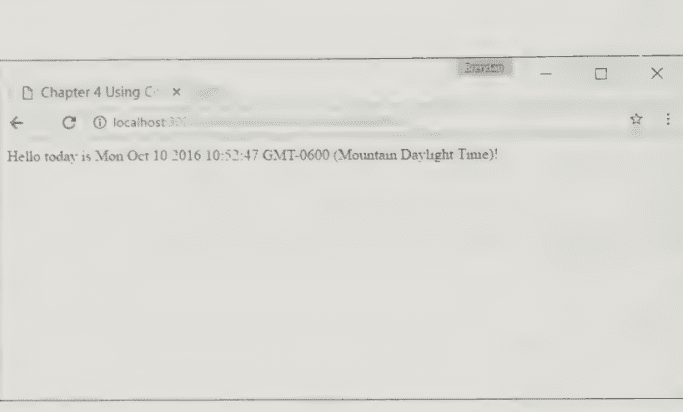 Chapter 4 Using C
localhost:
Hello today is Mon Oct 10 2016 10:52:47 GMT-0600 (Mountain Daylight Time)!